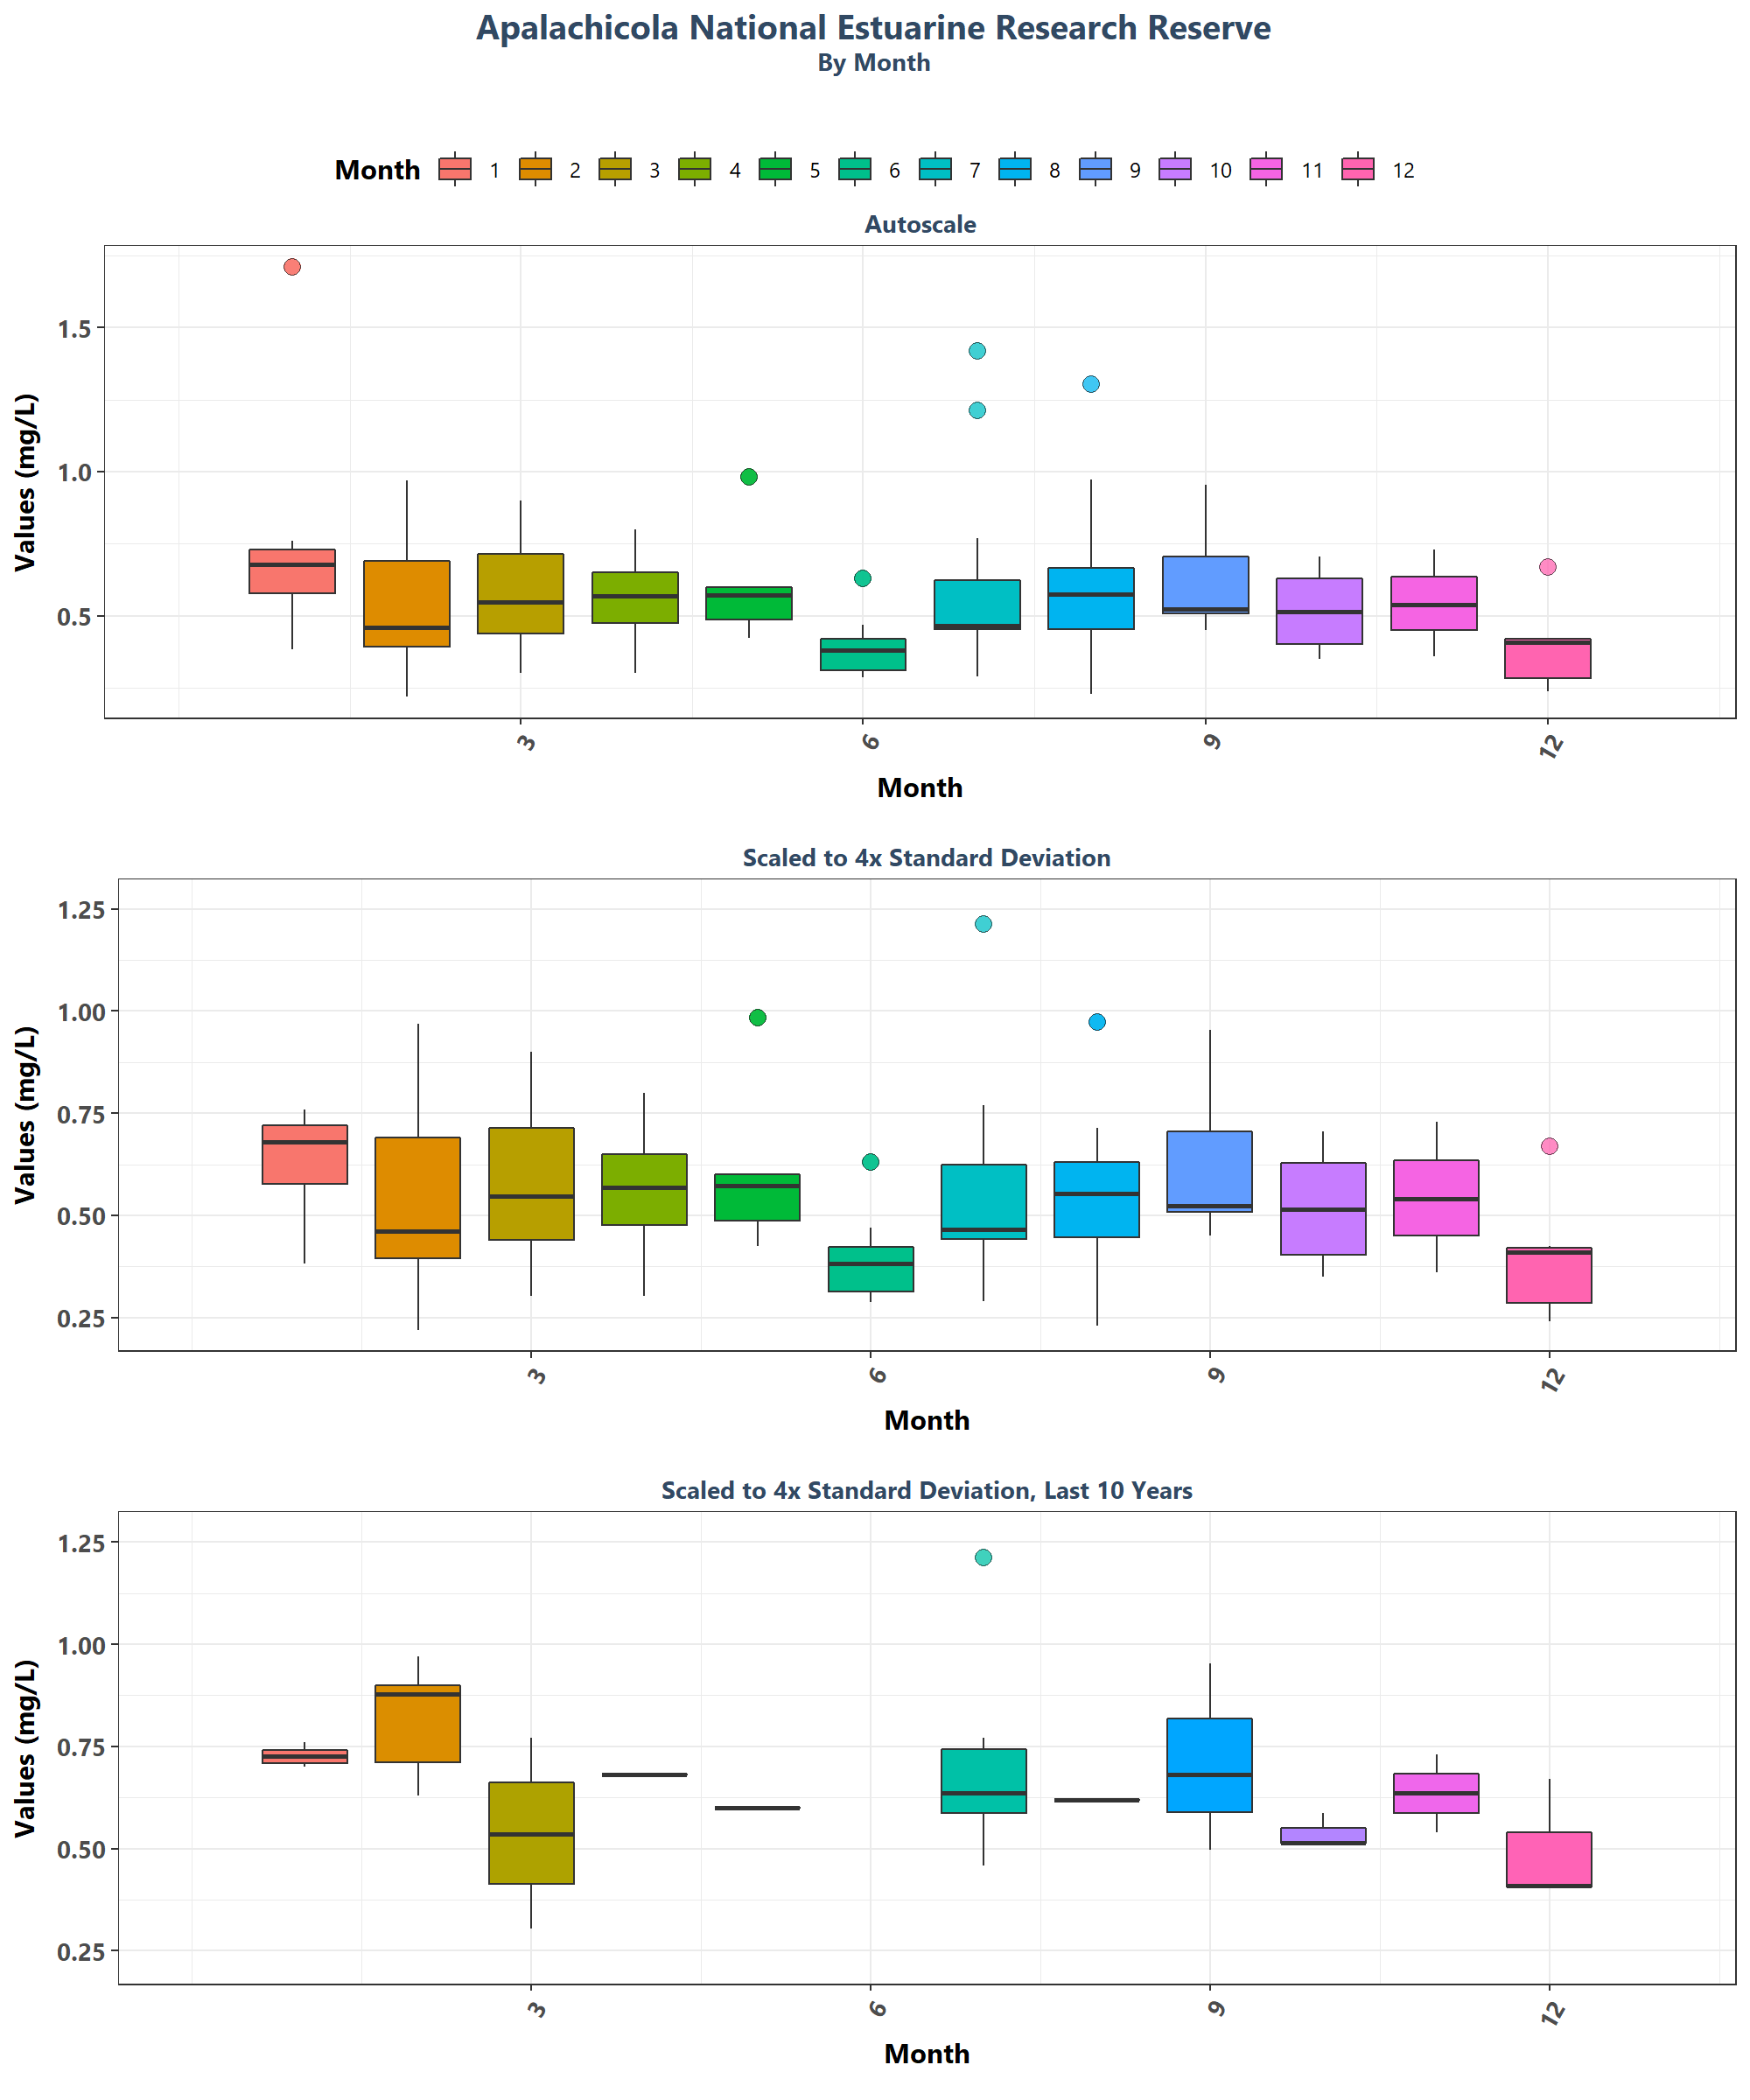 Apalachicola National Estuarine Research Reserve
By Month
Month 1 2 3 4 5 6 7 8 9 10 11 12
Autoscale
Values (mg/L)
1.5
1.0
0.5
3 6 9 12
Month
Scaled to 4x Standard Deviation
Values (mg/L)
1.25
1.00
0.75
0.50
0.25
3 6 9 12
Month
Scaled to 4x Standard Deviation, Last 10 Years
Values (mg/L)
1.25
1.00
0.75
0.50
0.25
3 6 9 12
Month